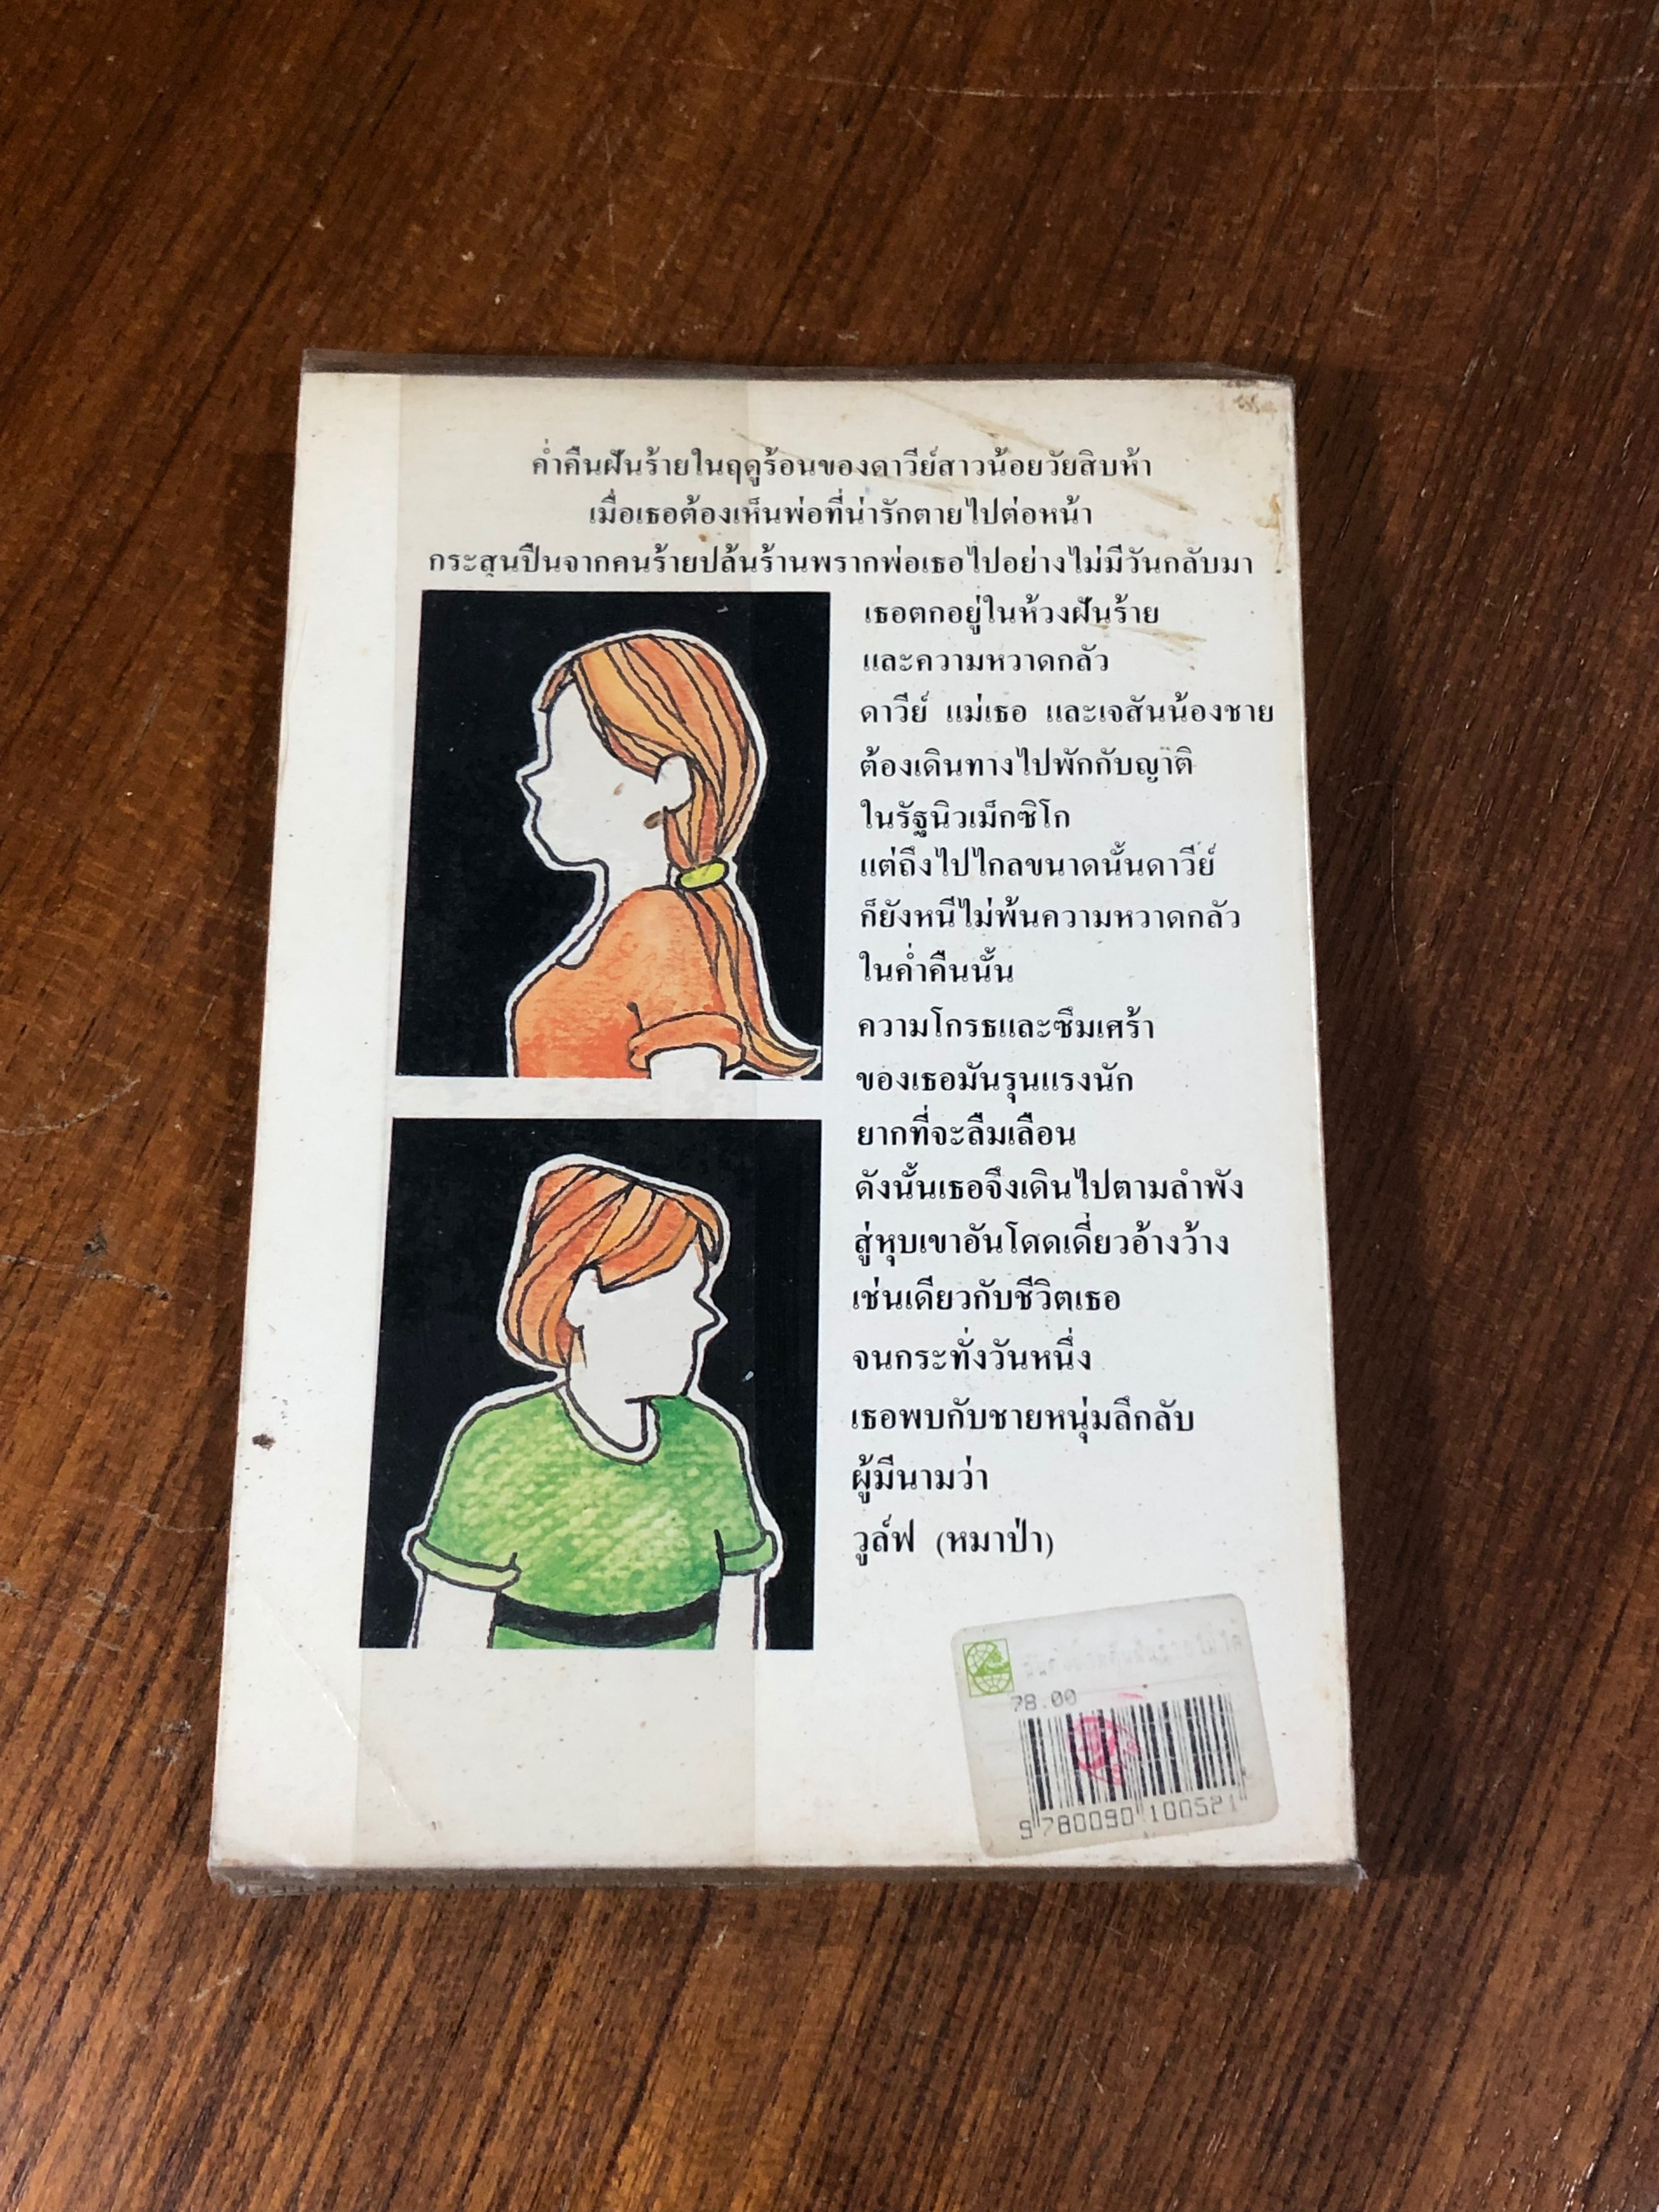 ค่ำคืนฝันร้ายในฤดูร้อนของดาวีย์สาวน้อยวัยสิบห้า
เมื่อเธอต้องเห็นพ่อที่น่ารักตายไปต่อหน้า
กระสุนปืนจากคนร้ายปล้นร้านพรากพ่อเธอไปอย่างไม่มีวันกลับมา
เธอตกอยู่ในห้วงฝันร้าย
และความหวาดกลัว
ดาวีย์ แม่เธอ และเจสันน้องชาย
ต้องเดินทางไปพักกับญาติ
ในรัฐนิวเม็กซิโก
แต่ถึงไปไกลขนาดนั้นดาวีย์
ก็ยังหนีไม่พ้นความหวาดกลัว
ในค่ำคืนนั้น
ความโกรธและซึมเศร้า
ของเธอมันรุนแรงนัก
ยากที่จะลืมเลือน
ดังนั้นเธอจึงเดินไปตามลำพัง
สู่หุบเขาอันโดดเดี่ยวอ้างว้าง
เช่นเดียวกับชีวิตเธอ
จนกระทั่งวันหนึ่ง
เธอพบกับชายหนุ่มลึกลับ
ผู้มีนามว่า
วูล์ฟ (หมาป่า)
78.00
9 780090 100521